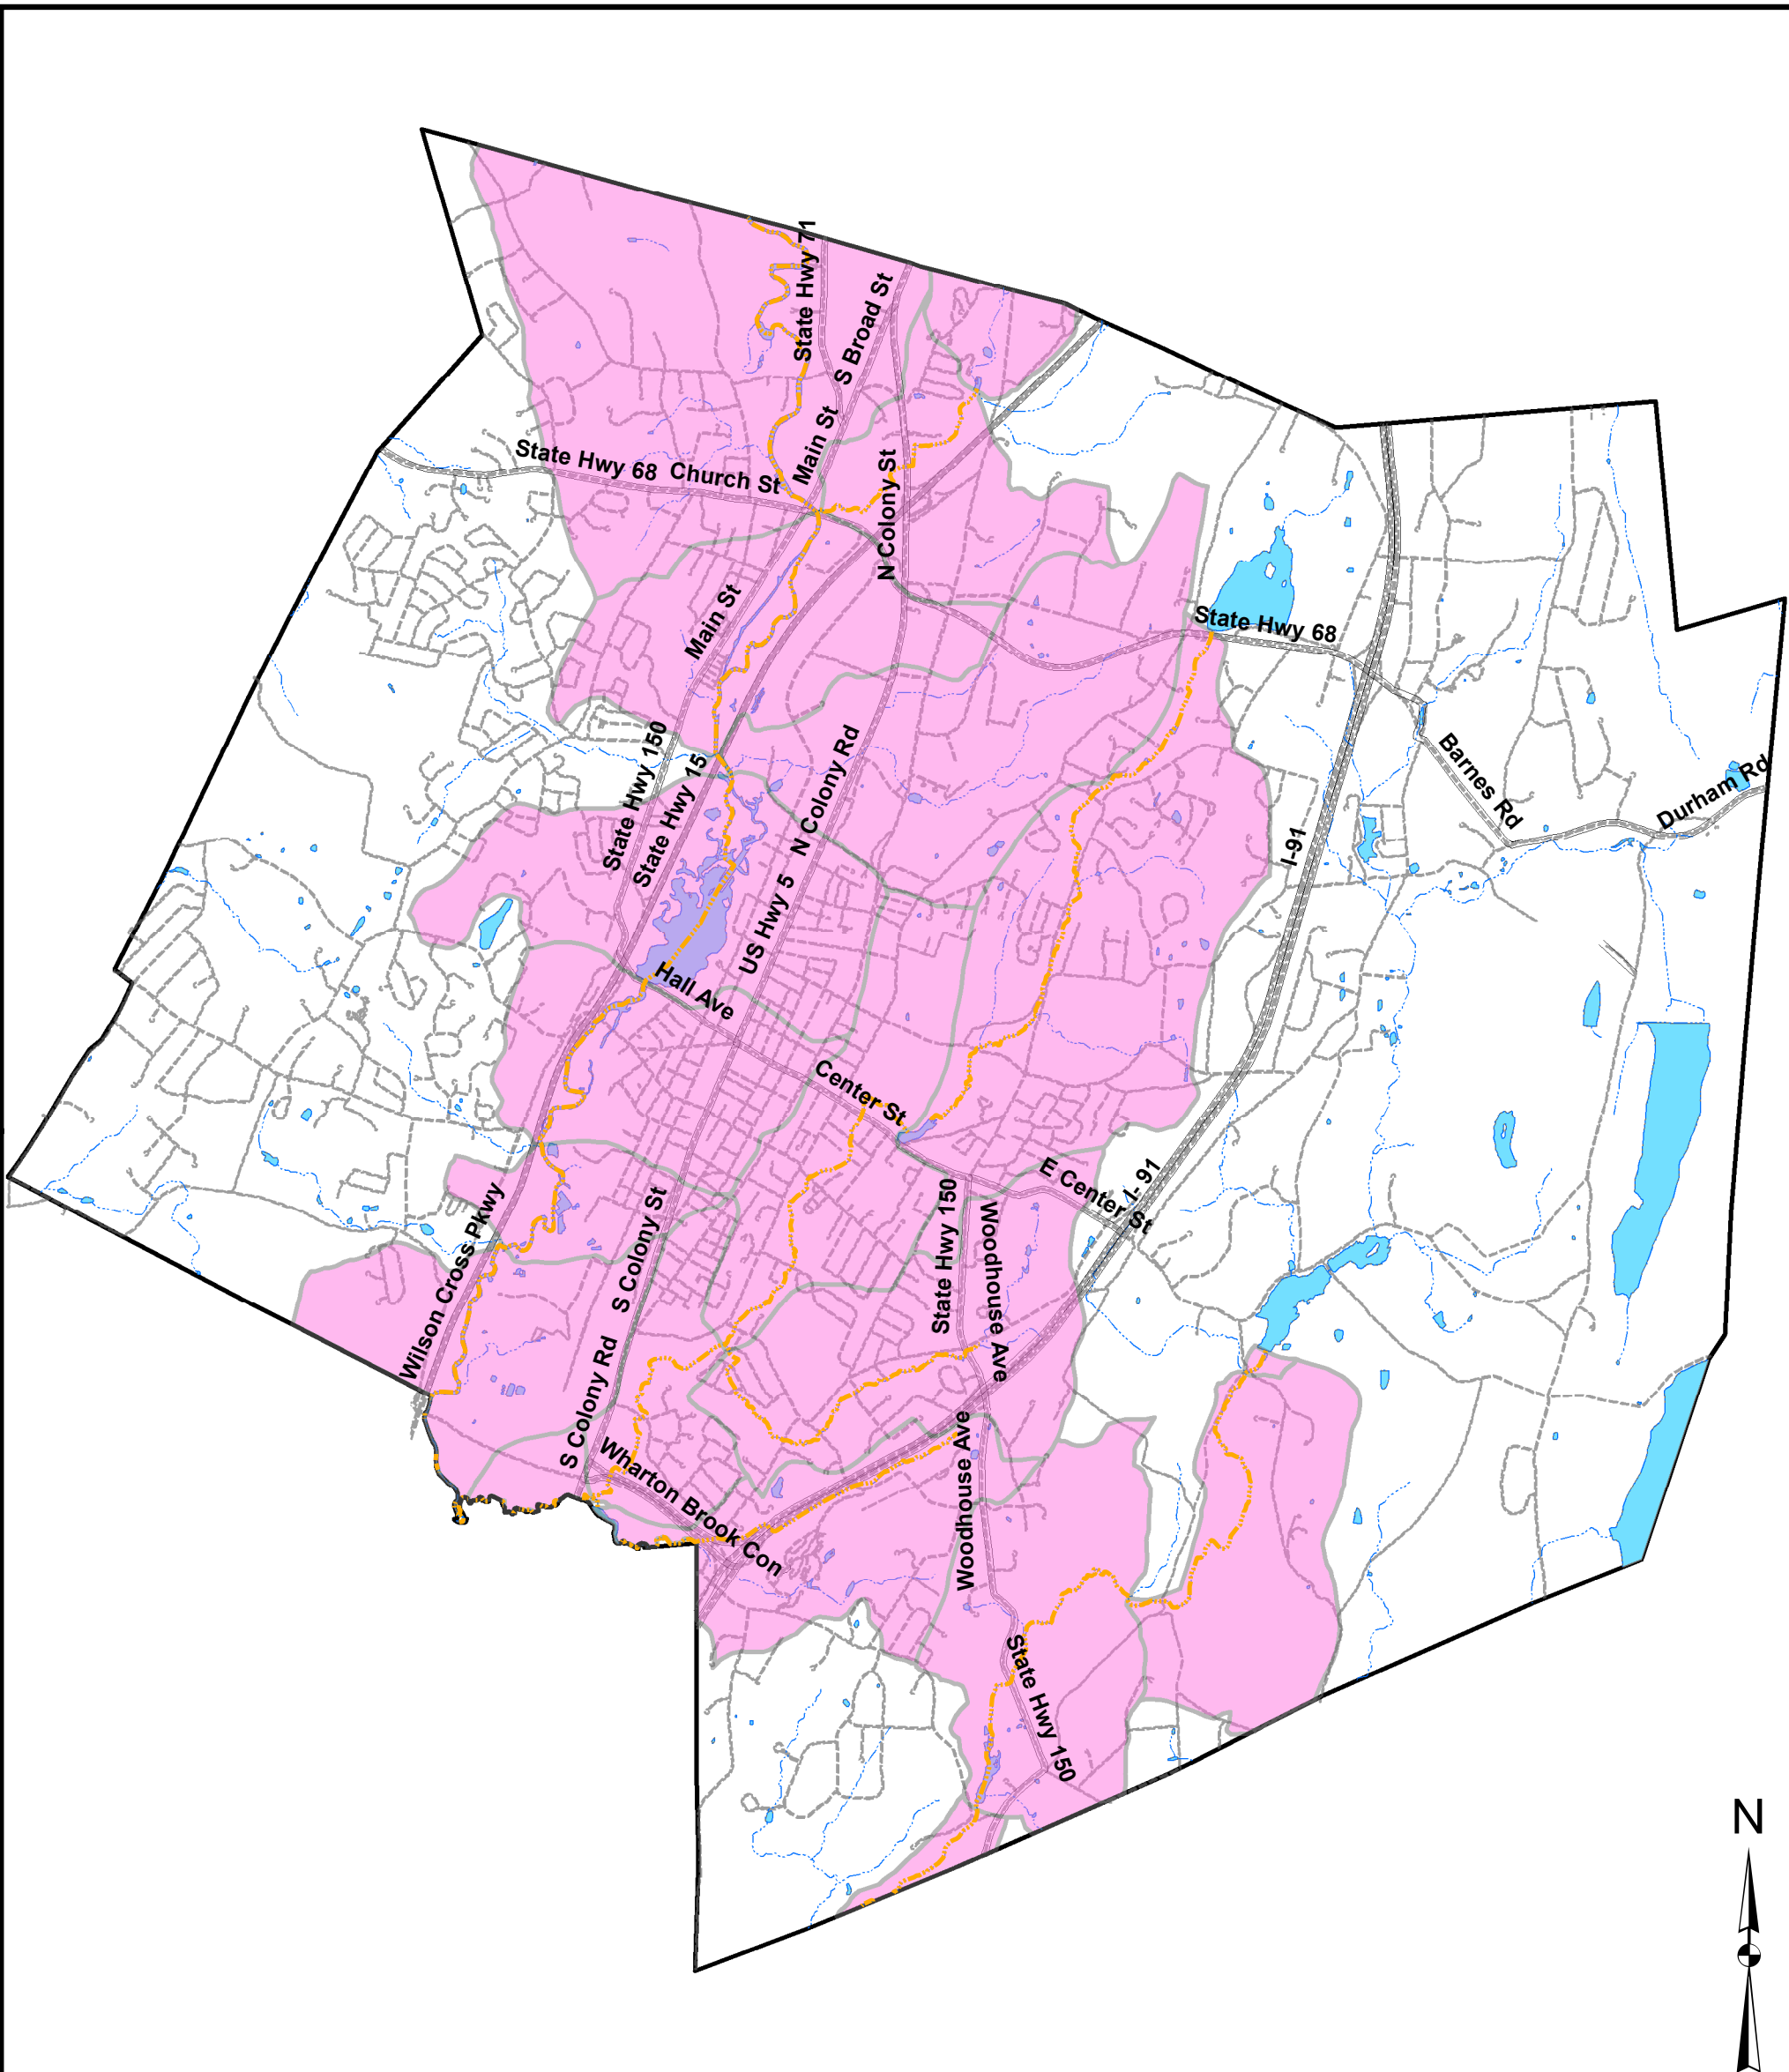 State Hwy 71
S Broad St
Main St
State Hwy 68
Church St
N Colony St
Main St
State Hwy 68
State Hwy 150
State Hwy 15
N Colony Rd
Barnes Rd
Durham Rd
I-91
US Hwy 5
Hall Ave
Center St
E Center St
I- 91
Wilson Cross Pkwy
S Colony St
State Hwy 150
Woodhouse Ave
S Colony Rd
Wharton Brook Con
Woodhouse Ave
State Hwy 150
N